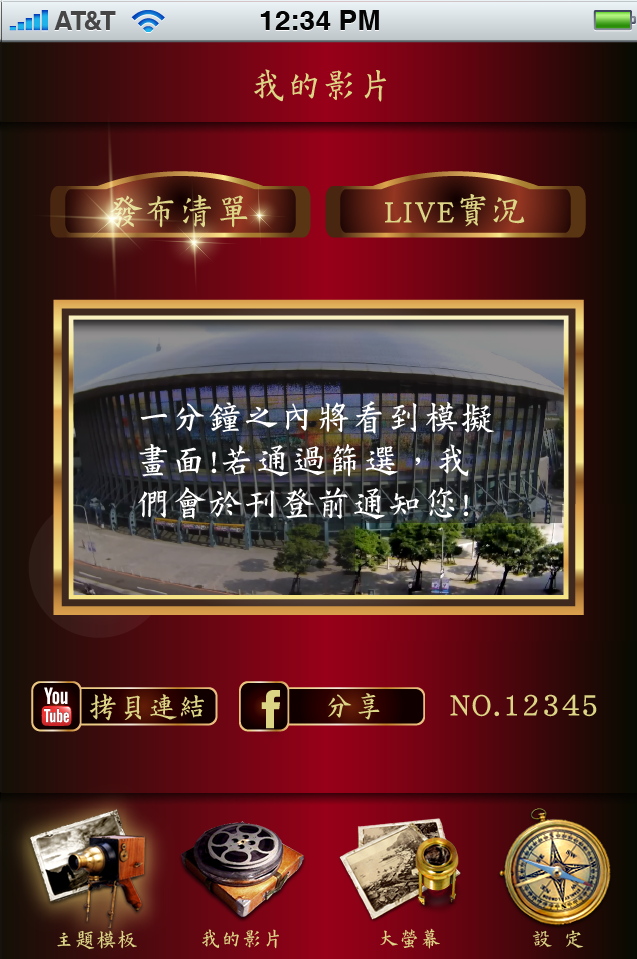 AT&T 12:34 PM
我的影片
發布清單 LIVE實況
一分鐘之內將看到模擬
畫面!若通過篩選，我
們會於刊登前通知您!
You Tube 拷貝連結 f 分享 NO.12345
主題模板 我的影片 大螢幕 設定